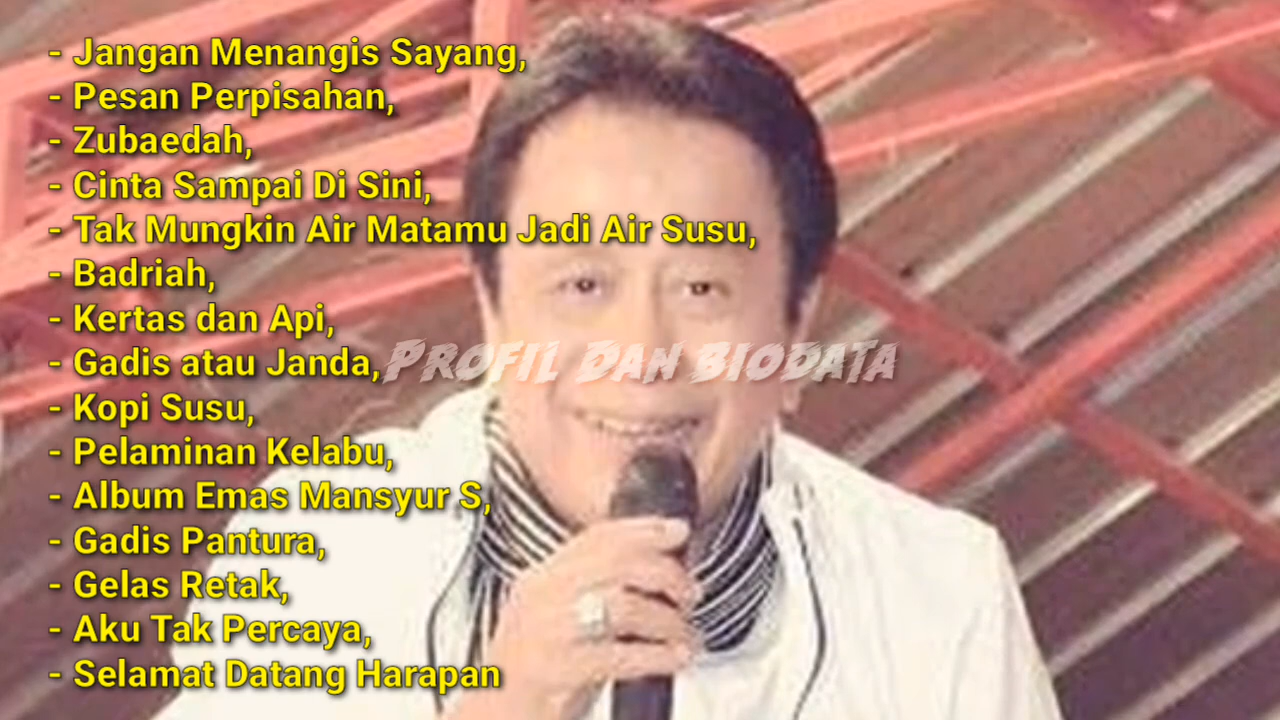 - Jangan Menangis Sayang,
- Pesan Perpisahan,
- Zubaedah,
- Cinta Sampai Di Sini,
- Tak Mungkin Air Matamu Jadi Air Susu,
- Badriah,
- Kertas dan Api,
- Gadis atau Janda,
Profil Dan Biodata
- Kopi Susu,
- Pelaminan Kelabu,
- Album Emas Mansyur S,
- Gadis Pantura,
- Gelas Retak,
- Aku Tak Percaya,
- Selamat Datang Harapan